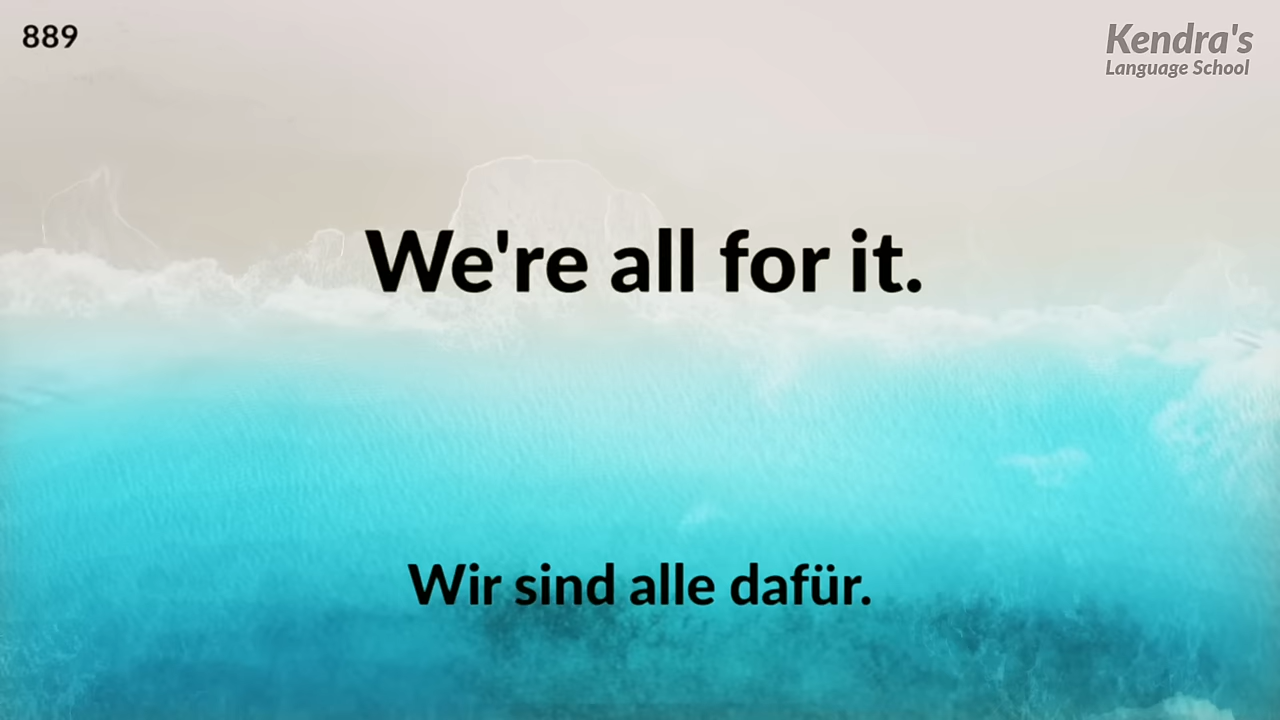 889
Kendra's
Language School
We're all for it.
Wir sind alle dafür.